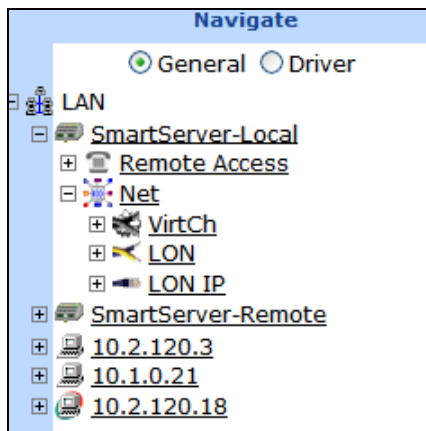 Navigate
General Driver
LAN
SmartServer-Local
Remote Access
Net
VirtCh
LON
LON IP
SmartServer-Remote
10.2.120.3
10.1.0.21
10.2.120.18